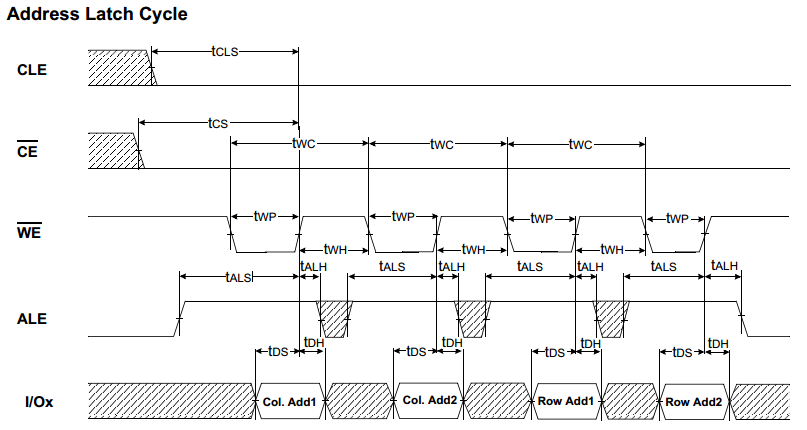 Address Latch Cycle
tCLS
CLE
tCS
CE
tWC tWC tWC
tWP tWP tWP tWP
WE
tWH tWH tWH
tALH tALH tALH tALH
tALS tALS tALS tALS
ALE
tDS tDH tDS tDH tDS tDH tDS tDH
I/Ox Col. Add1 Col. Add2 Row Add1 Row Add2